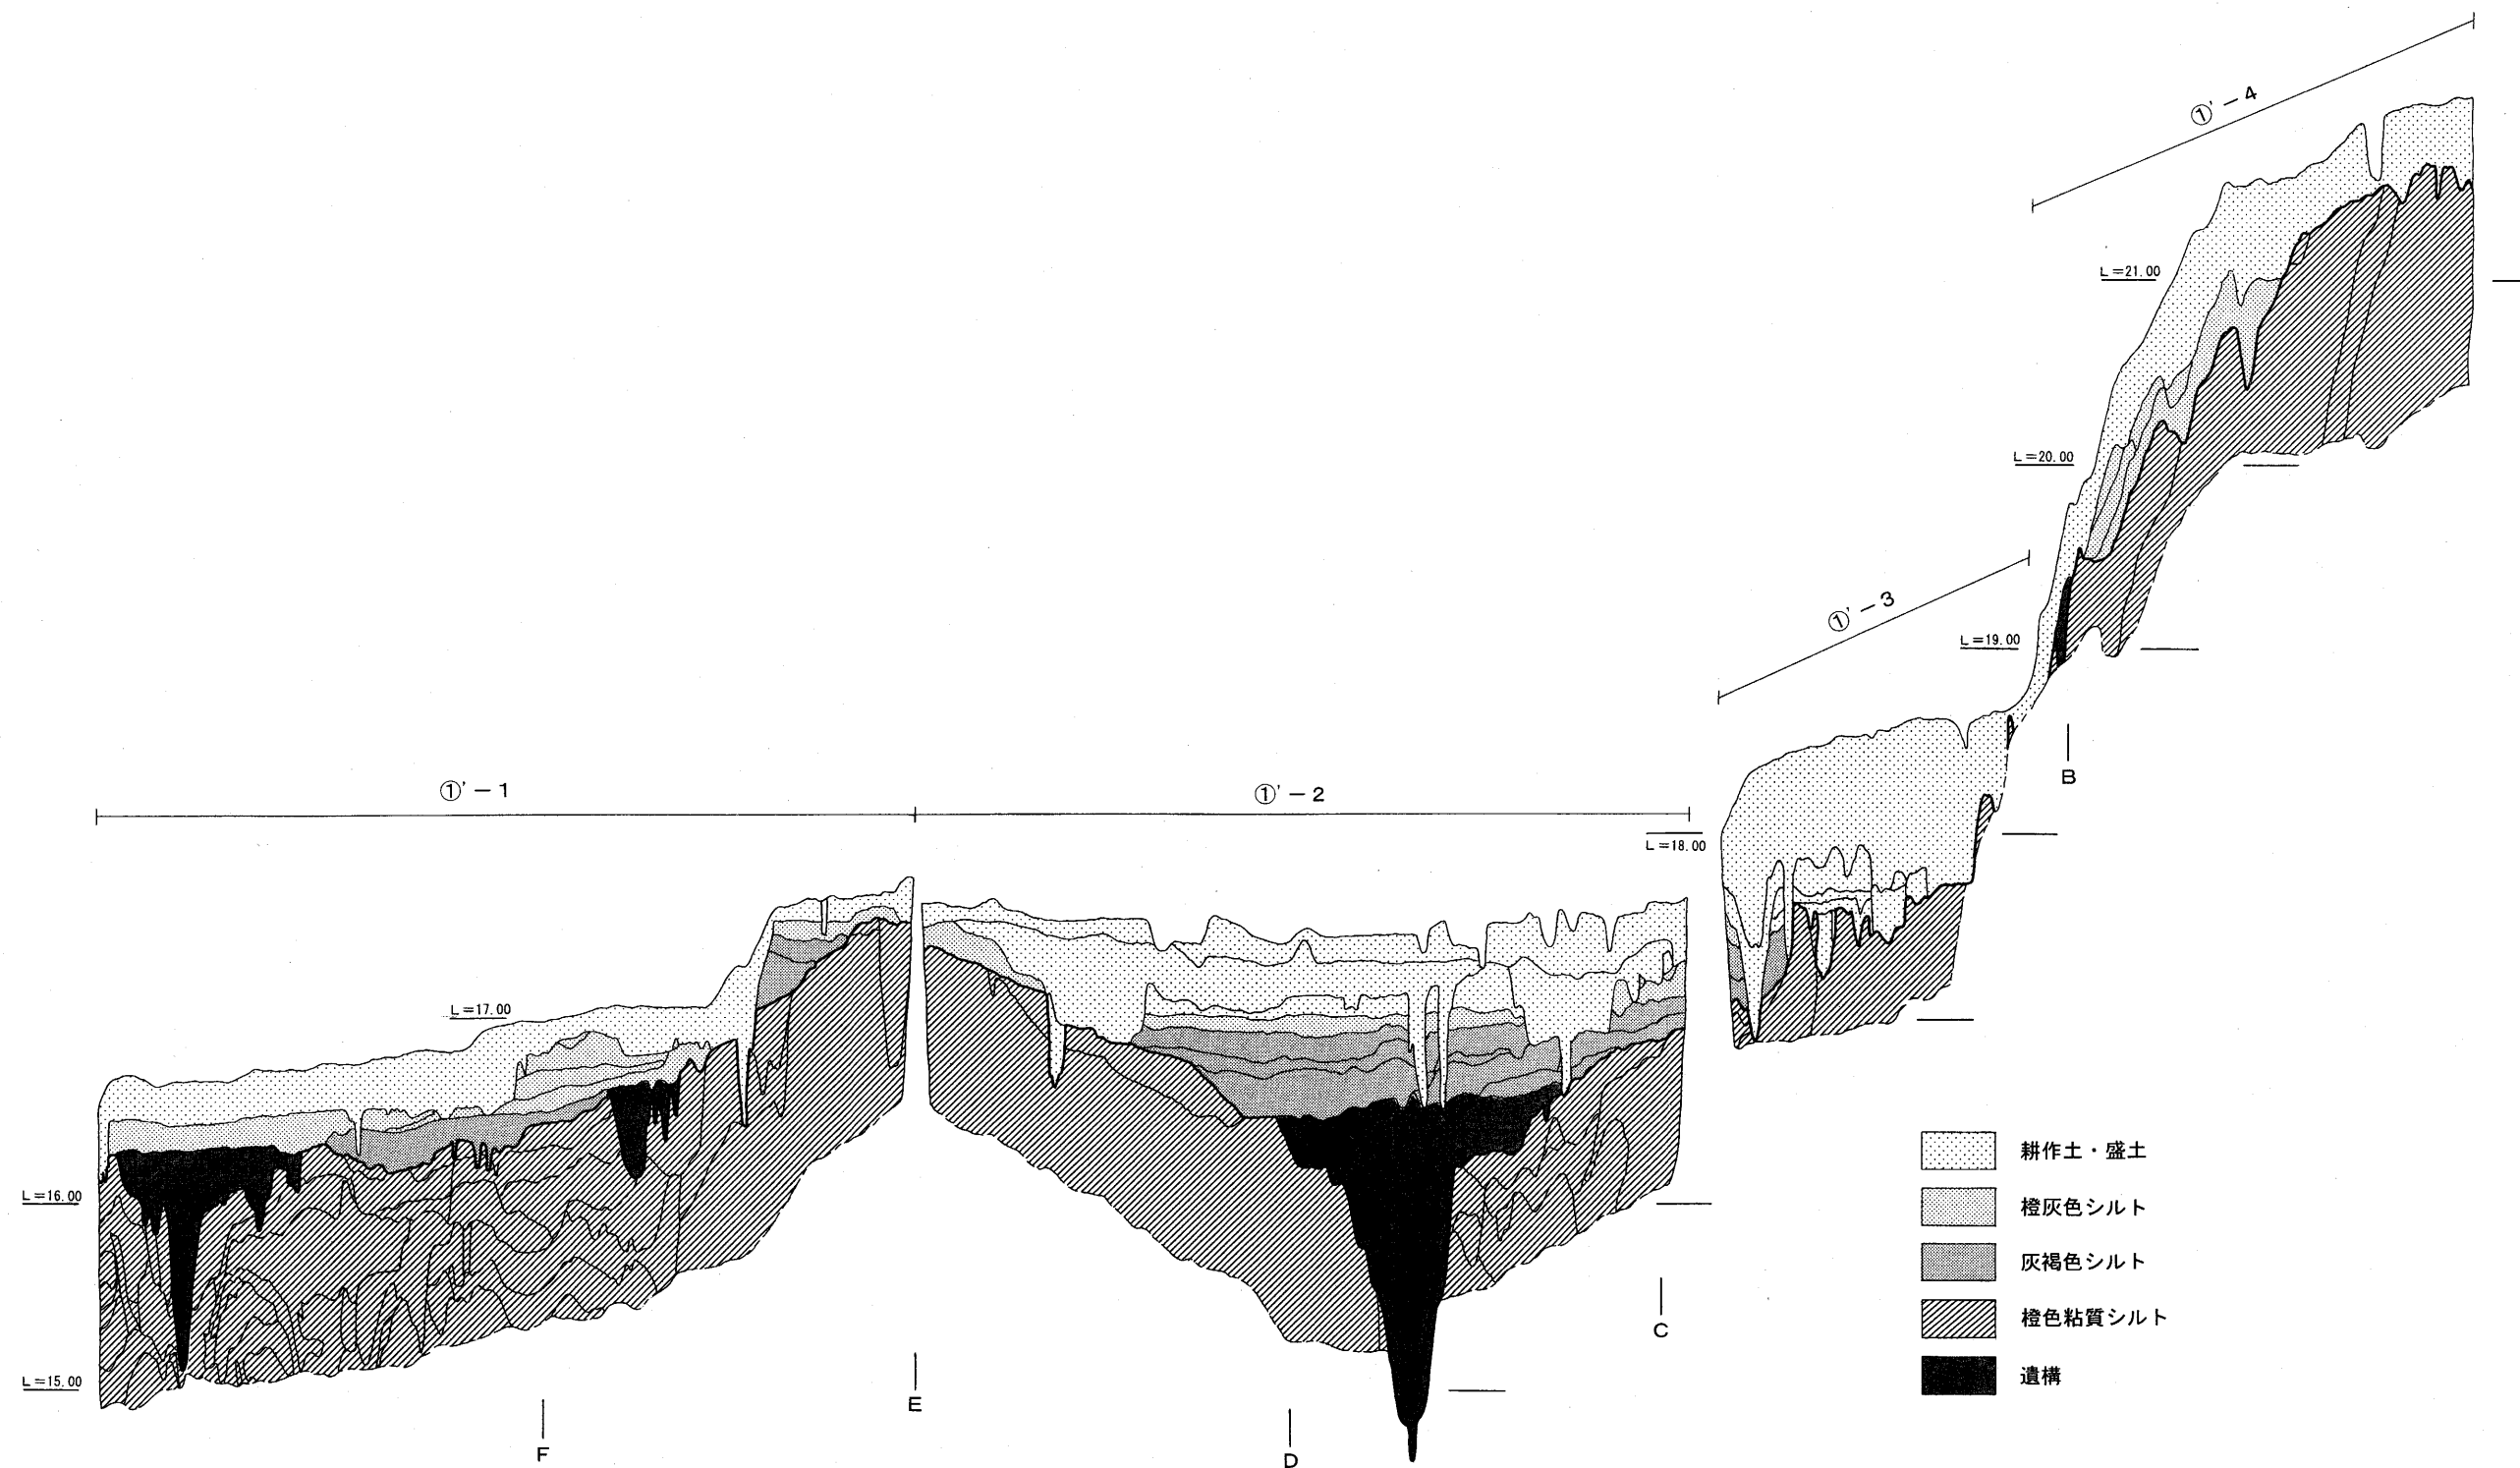 ①'－4
L=21.00
L=20.00
①'－3
L=19.00
B
①'－1
①'－2
L=18.00
L=17.00
L=16.00
L=15.00
C
E
F
D
耕作土・盛土
橙灰色シルト
灰褐色シルト
橙色粘質シルト
遺構